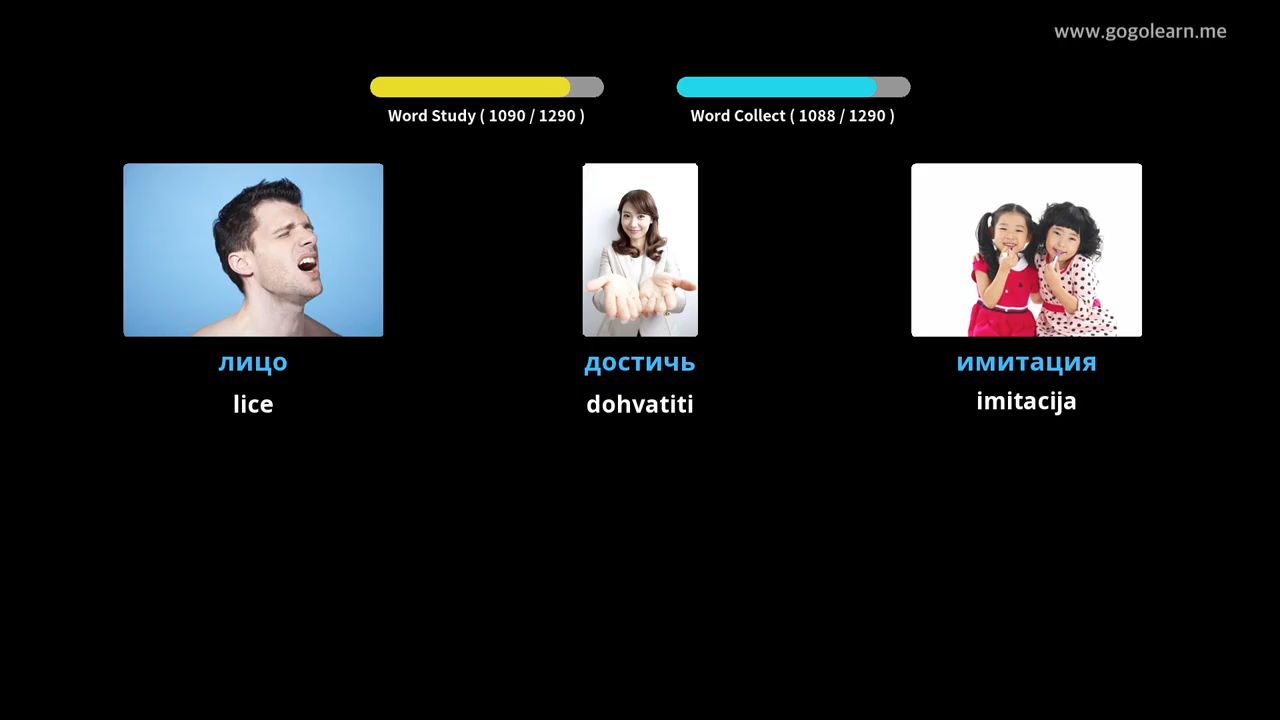 www.gogolearn.me
Word Study ( 1090 / 1290 )
Word Collect ( 1088 / 1290 )
лицо
достичь
имитация
lice
dohvatiti
imitacija